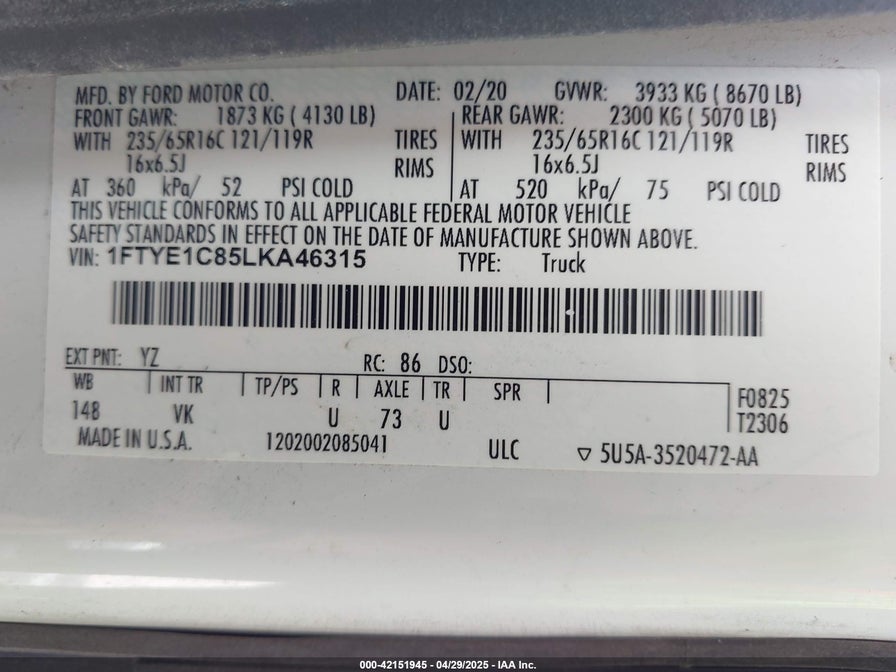 MFD. BY FORD MOTOR CO. DATE: 02/20 GVWR: 3933 KG ( 8670 LB)
FRONT GAWR: 1873 KG ( 4130 LB) REAR GAWR: 2300 KG ( 5070 LB)
WITH 235/65R16C 121/119R TIRES WITH 235/65R16C 121/119R TIRES
16x6.5J RIMS 16x6.5J RIMS
AT 360 kPa/ 52 PSI COLD AT 520 kPa/ 75 PSI COLD
THIS VEHICLE CONFORMS TO ALL APPLICABLE FEDERAL MOTOR VEHICLE
SAFETY STANDARDS IN EFFECT ON THE DATE OF MANUFACTURE SHOWN ABOVE.
VIN: 1FTYE1C85LKA46315 TYPE: Truck
EXT PNT: YZ RC: 86 DSO:
WB INT TR TP/PS R AXLE TR SPR F0825
148 VK U 73 U T2306
MADE IN U.S.A. 1202002085041 ULC ▽ 5U5A-3520472-AA
000-42151945 - 04/29/2025 - IAA Inc.